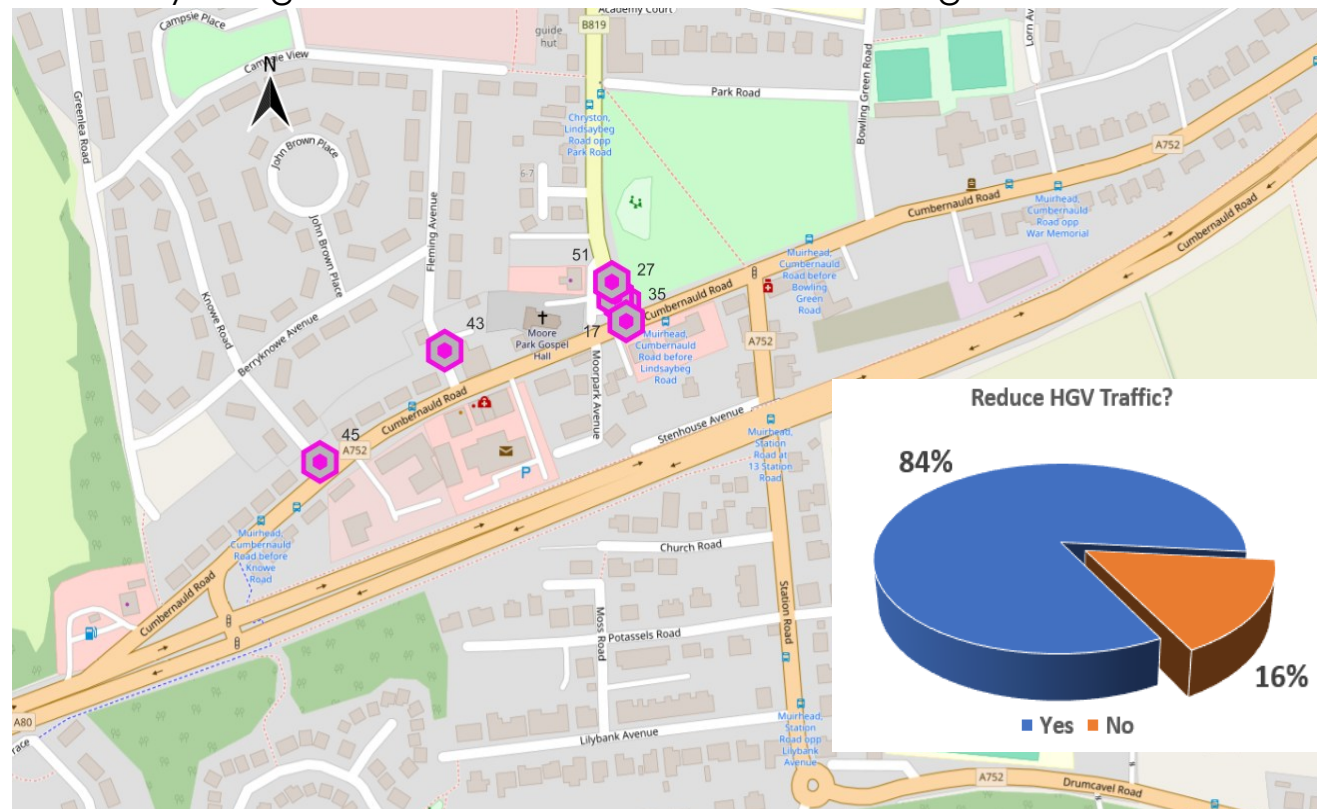 Academy Court
Campsie Place
B819
guide
hut
Lorn Av
Campsie View
N
Park Road
Bowling Green Road
Greenlea Road
Chryston,
Lindsaybeg
Road opp
Park Road
John Brown Place
A752
6-7
Fleming Avenue
John Brown Place
Cumbernauld Road
Muirhead,
Cumbernauld
Road opp
War Memorial
Cumbernauld Road
Muirhead,
Cumbernauld
Road before
Bowling
Green
Road
51
27
35
17
Cumbernauld Road
Knowe Road
Berryknowe Avenue
43
Moore
Park Gospel
Hall
Muirhead,
Cumbernauld
Road before
Lindsaybeg
Road
A752
Moorpark Avenue
Cumbernauld Road
Stenhouse Avenue
45
A752
P
Muirhead,
Station
Road at
13 Station
Road
Muirhead,
Cumbernauld
Road before
Knowe
Road
Church Road
Cumbernauld Road
Moss Road
Potassels Road
Station Road
A80
race
Lilybank Avenue
Muirhead,
Station
Road opp
Lilybank
Avenue
A752
Drumcavel Road
Reduce HGV Traffic?
84%
16%
Yes
No